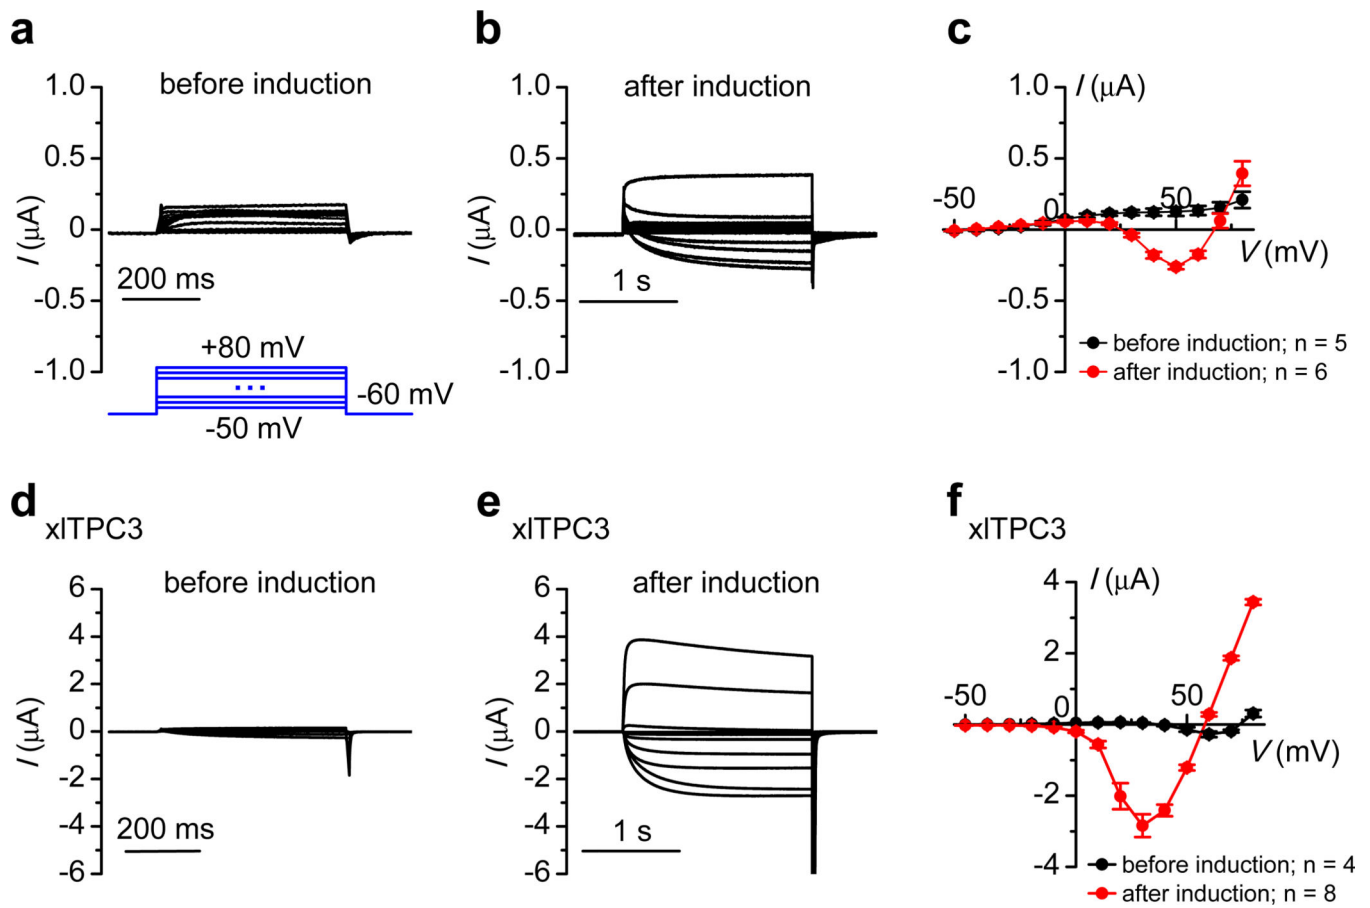 a
before induction
1.0
0.5
0
-0.5
-1.0
I (μA)
200 ms
+80 mV
-60 mV
-50 mV
b
after induction
1.0
0.5
0.0
-0.5
-1.0
I (μA)
1 s
c
I (μA)
1.0
0.5
0.0
-0.5
-1.0
-50
0
50
V (mV)
before induction; n = 5
after induction; n = 6
d
xlTPC3
before induction
6
4
2
0
-2
-4
-6
I (μA)
200 ms
e
xlTPC3
after induction
6
4
2
0
-2
-4
-6
I (μA)
1 s
f
xlTPC3
I (μA)
4
2
0
-2
-4
-50
50
V (mV)
before induction; n = 4
after induction; n = 8